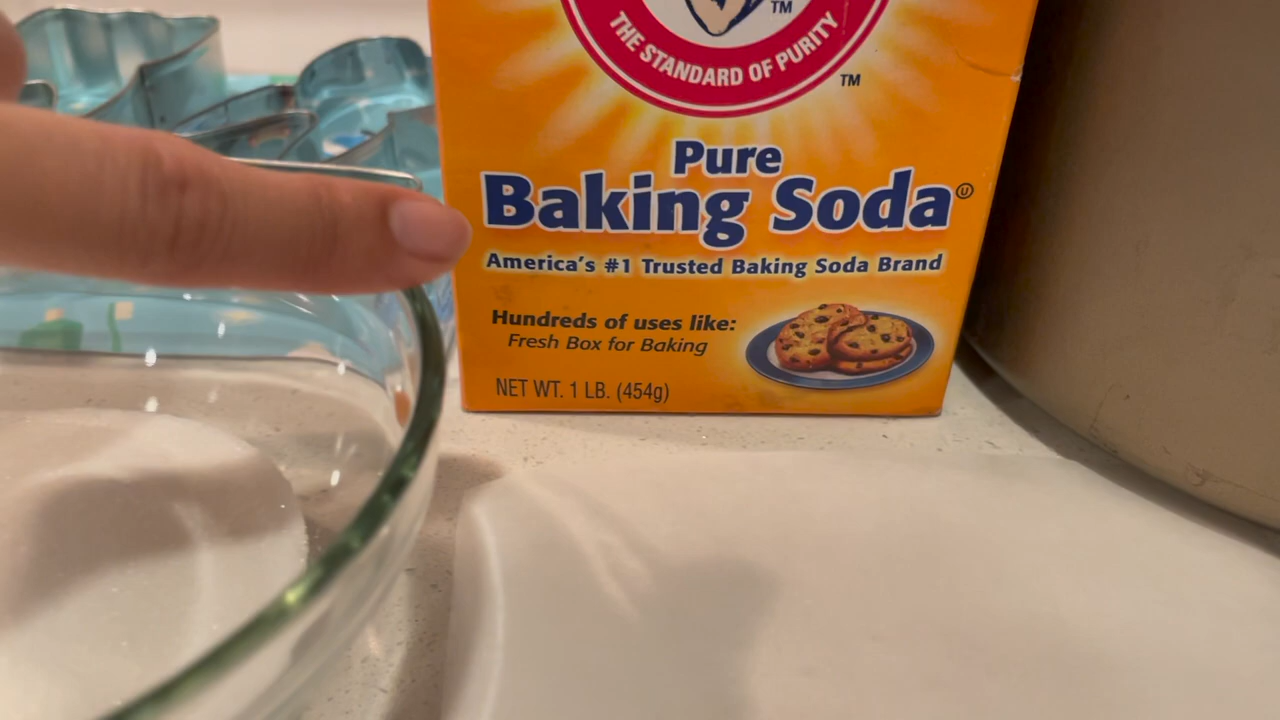 TM
THE STANDARD OF PURITY
TM
Pure
Baking Soda
U
America's #1 Trusted Baking Soda Brand
Hundreds of uses like:
Fresh Box for Baking
NET WT. 1 LB. (454g)